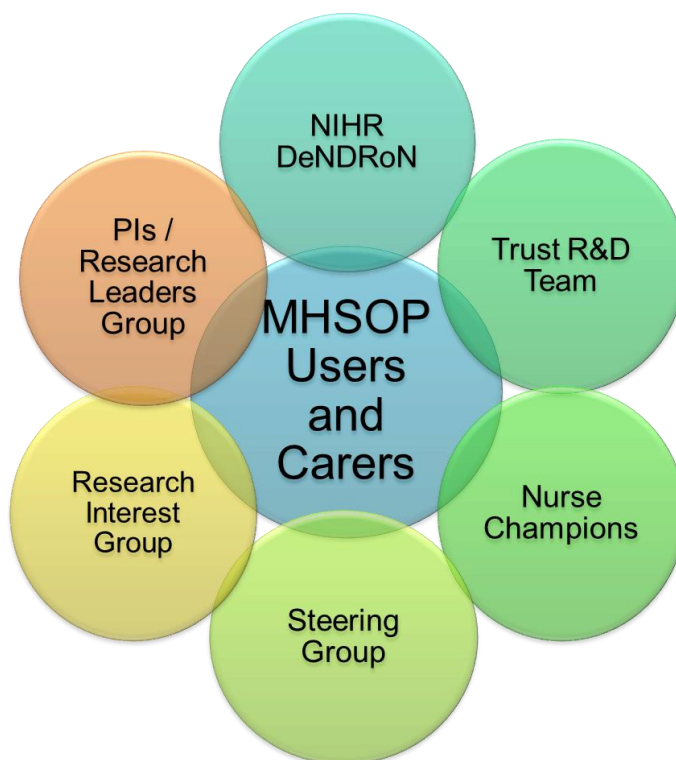 NIHR
DeNDRoN
PIs /
Research
Leaders
Group
Trust R&D
Team
MHSOP
Users
and
Carers
Research
Interest
Group
Nurse
Champions
Steering
Group